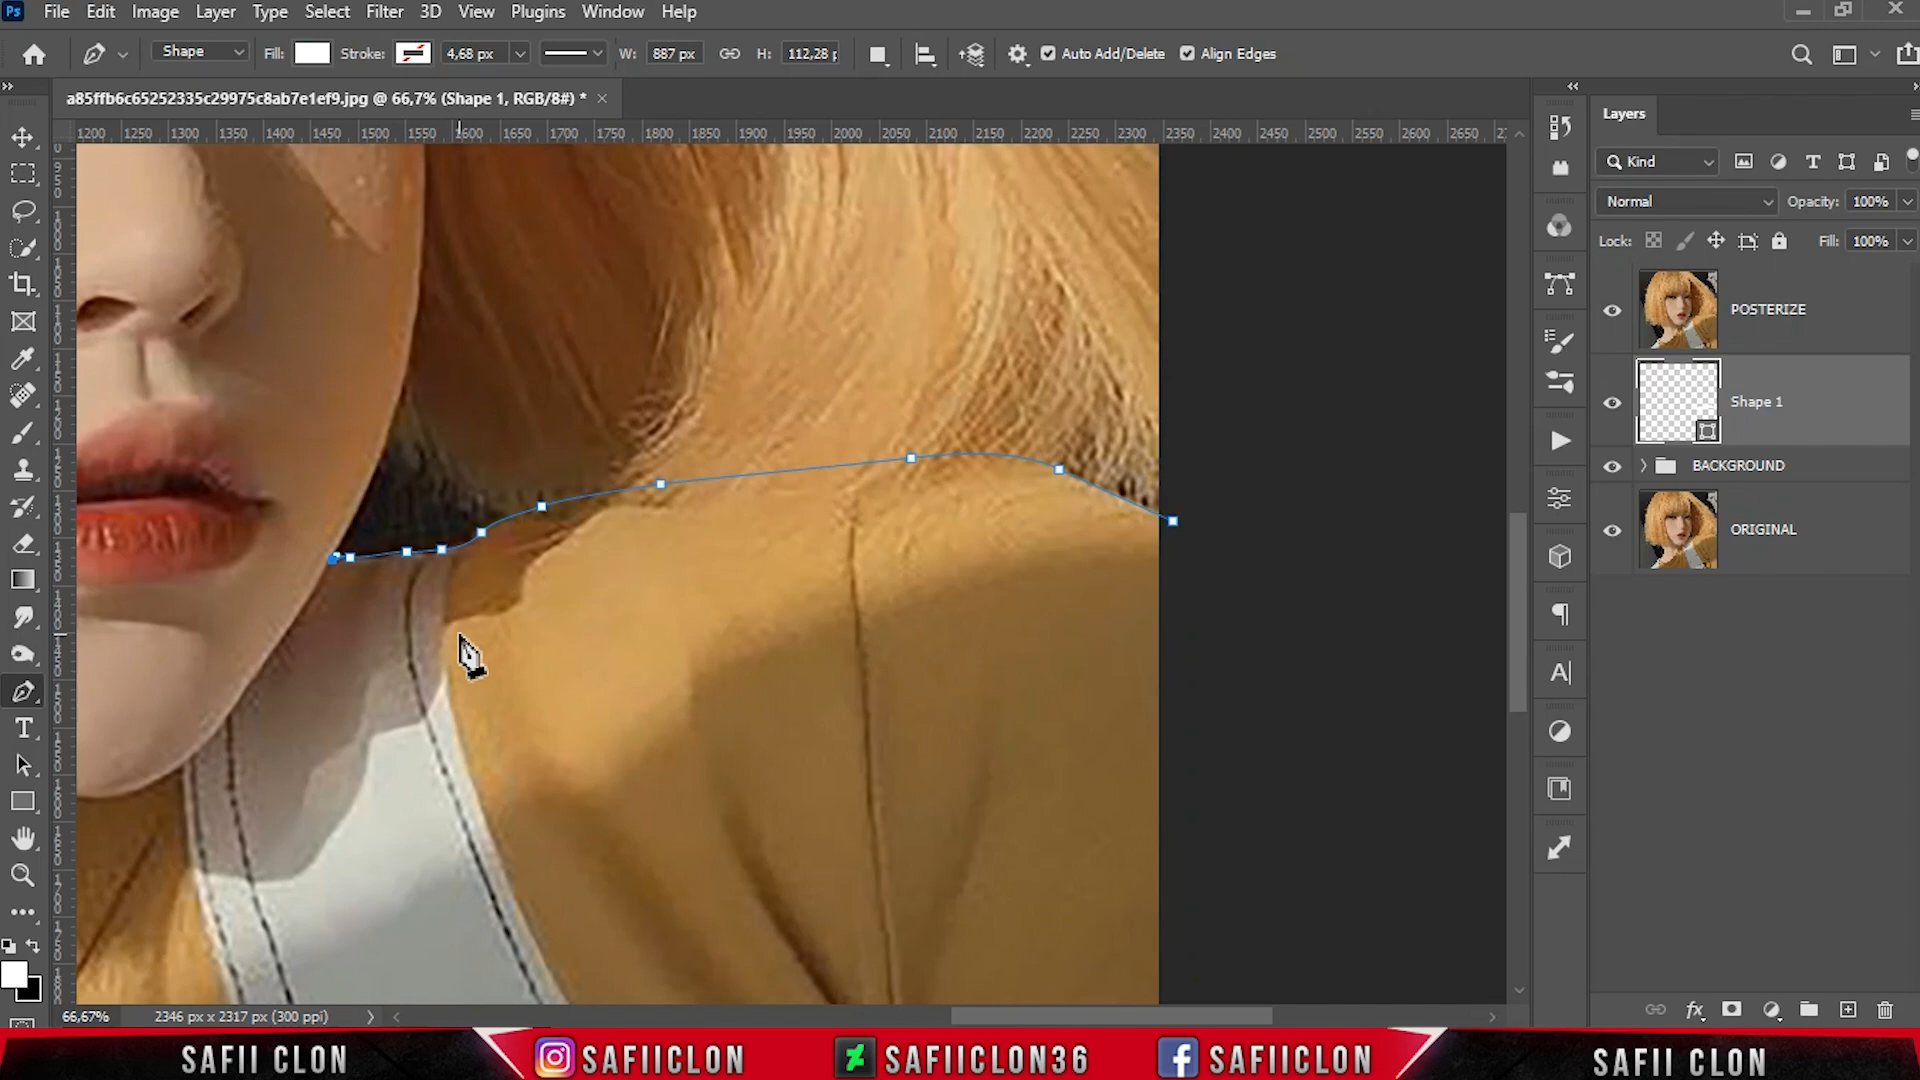 Ps File Edit Image Layer Type Select Filter 3D View Plugins Window Help
Shape Fill: Stroke: 4,68 px W: 887 px H: 112,28 Auto Add/Delete Align Edges
a85ffb6c65252335c29975c8ab7e1ef9.jpg @ 66,7% (Shape 1, RGB/8#) *
1200 1250 1300 1350 1400 1450 1500 1550 1600 1650 1700 1750 1800 1850 1900 1950 2000 2050 2100 2150 2200 2250 2300 2350 2400 2450 2500 2550 2600 2650
Layers
Kind
Normal Opacity: 100%
Lock: Fill: 100%
POSTERIZE
Shape 1
BACKGROUND
ORIGINAL
66,67% 2346 px x 2317 px (300 ppi)
SAFII CLON SAFIICLON SAFIICLON36 SAFIICLON SAFII CLON